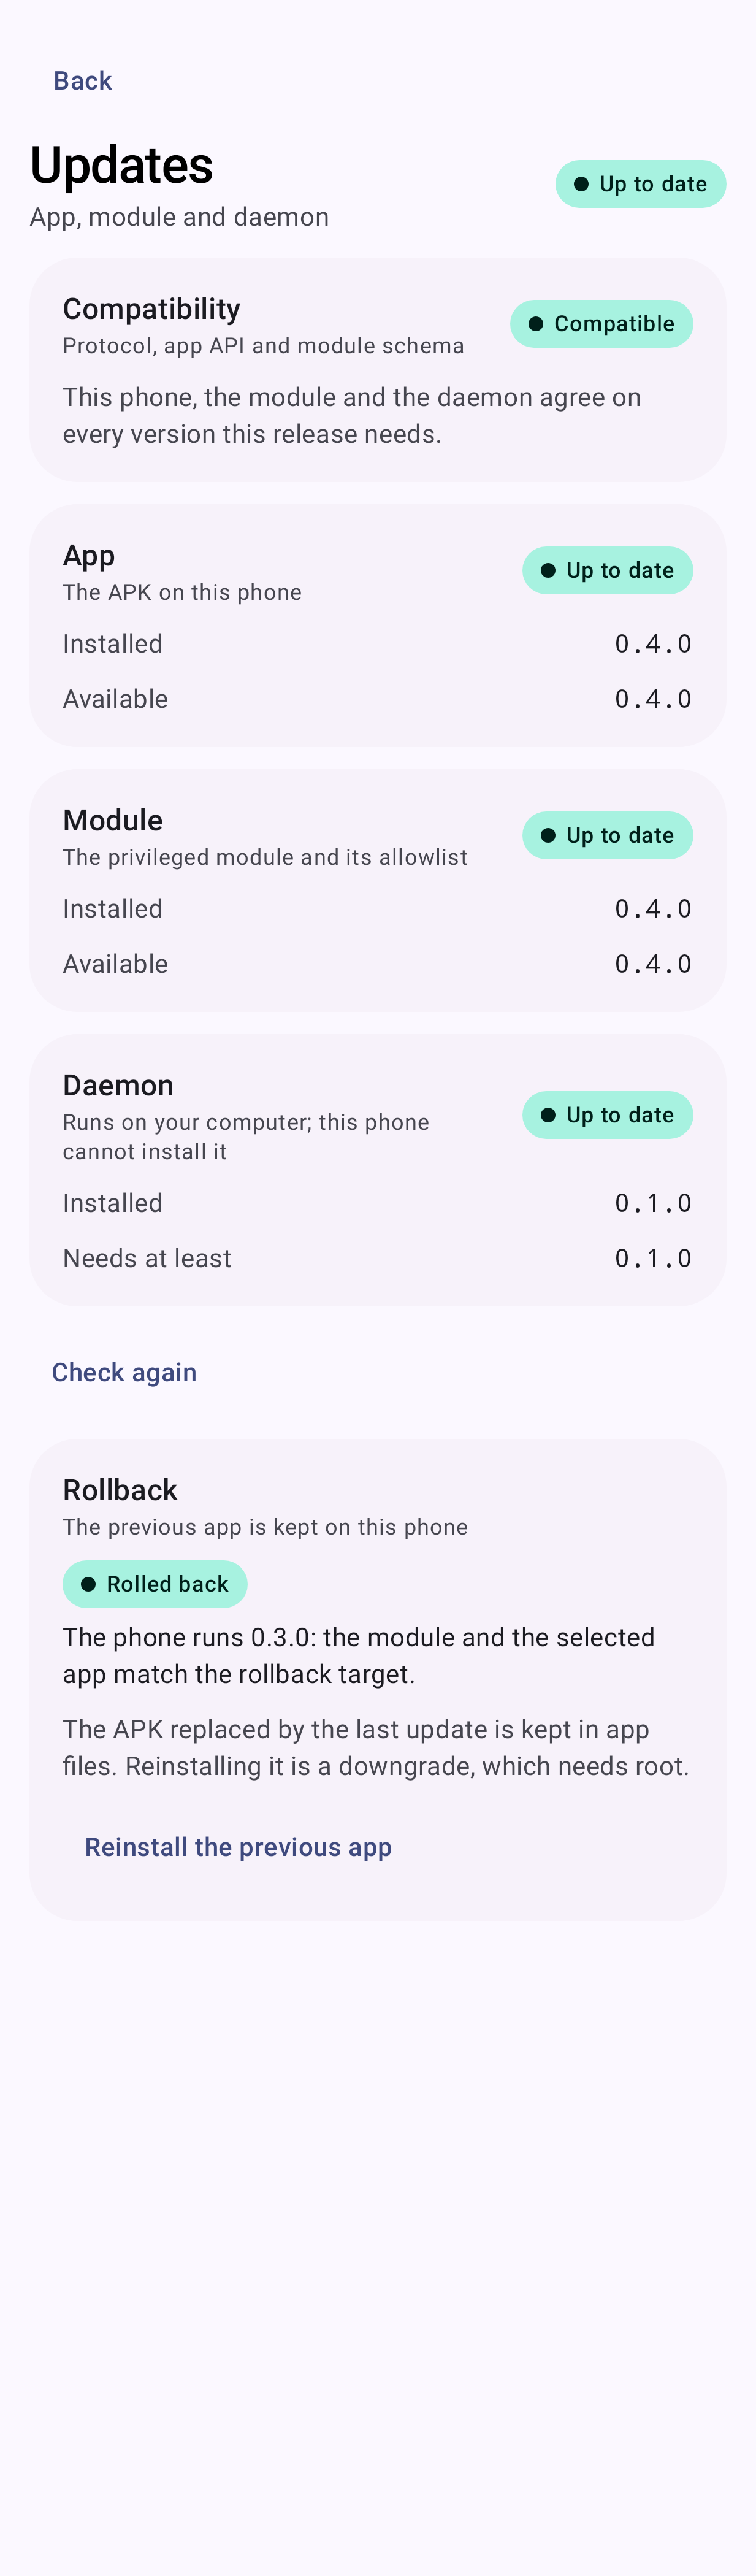 Back
Updates
App, module and daemon
Up to date
Compatibility
Protocol, app API and module schema
Compatible
This phone, the module and the daemon agree on
every version this release needs.
App
The APK on this phone
Up to date
Installed 0.4.0
Available 0.4.0
Module
The privileged module and its allowlist
Up to date
Installed 0.4.0
Available 0.4.0
Daemon
Runs on your computer; this phone
cannot install it
Up to date
Installed 0.1.0
Needs at least 0.1.0
Check again
Rollback
The previous app is kept on this phone
Rolled back
The phone runs 0.3.0: the module and the selected
app match the rollback target.
The APK replaced by the last update is kept in app
files. Reinstalling it is a downgrade, which needs root.
Reinstall the previous app